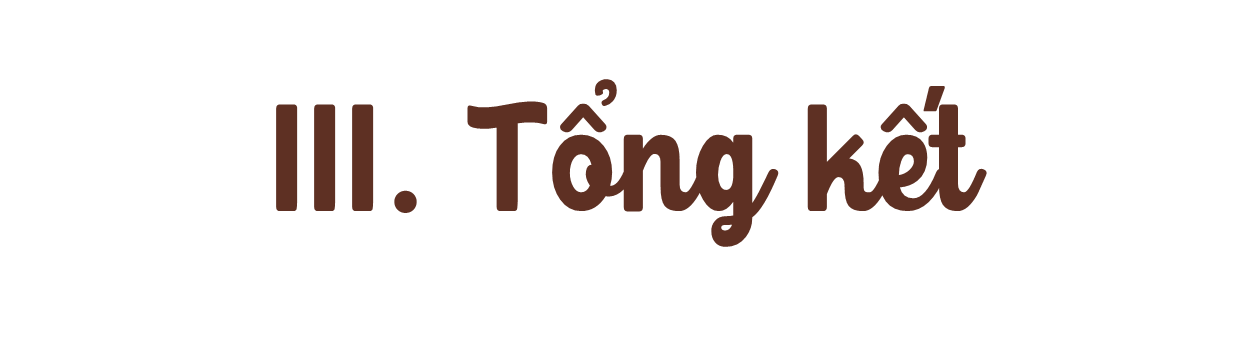 III. Tổng kết